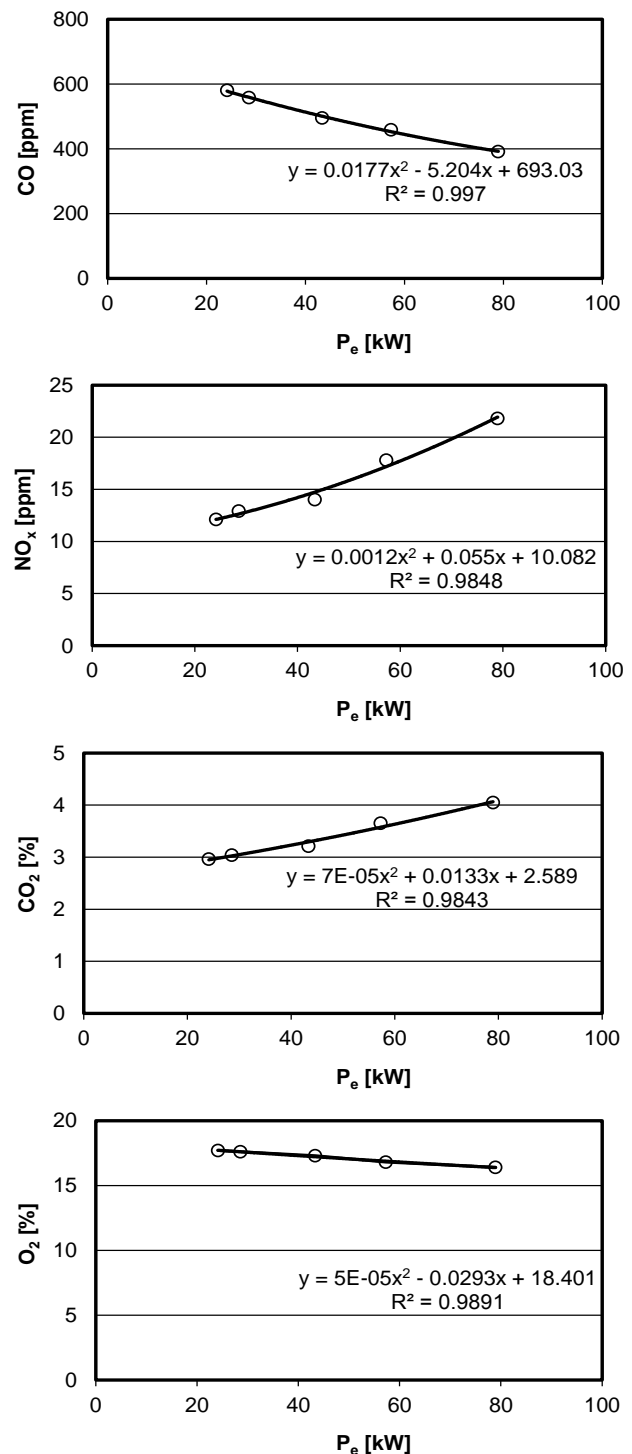 800
600
400
200
0
CO [ppm]
y = 0.0177x² - 5.204x + 693.03
R² = 0.997
0 20 40 60 80 100
Pₑ [kW]
25
20
15
10
5
0
NOₓ [ppm]
y = 0.0012x² + 0.055x + 10.082
R² = 0.9848
0 20 40 60 80 100
Pₑ [kW]
5
4
3
2
1
0
CO₂ [%]
y = 7E-05x² + 0.0133x + 2.589
R² = 0.9843
0 20 40 60 80 100
Pₑ [kW]
20
15
10
5
0
O₂ [%]
y = 5E-05x² - 0.0293x + 18.401
R² = 0.9891
0 20 40 60 80 100
Pₑ [kW]